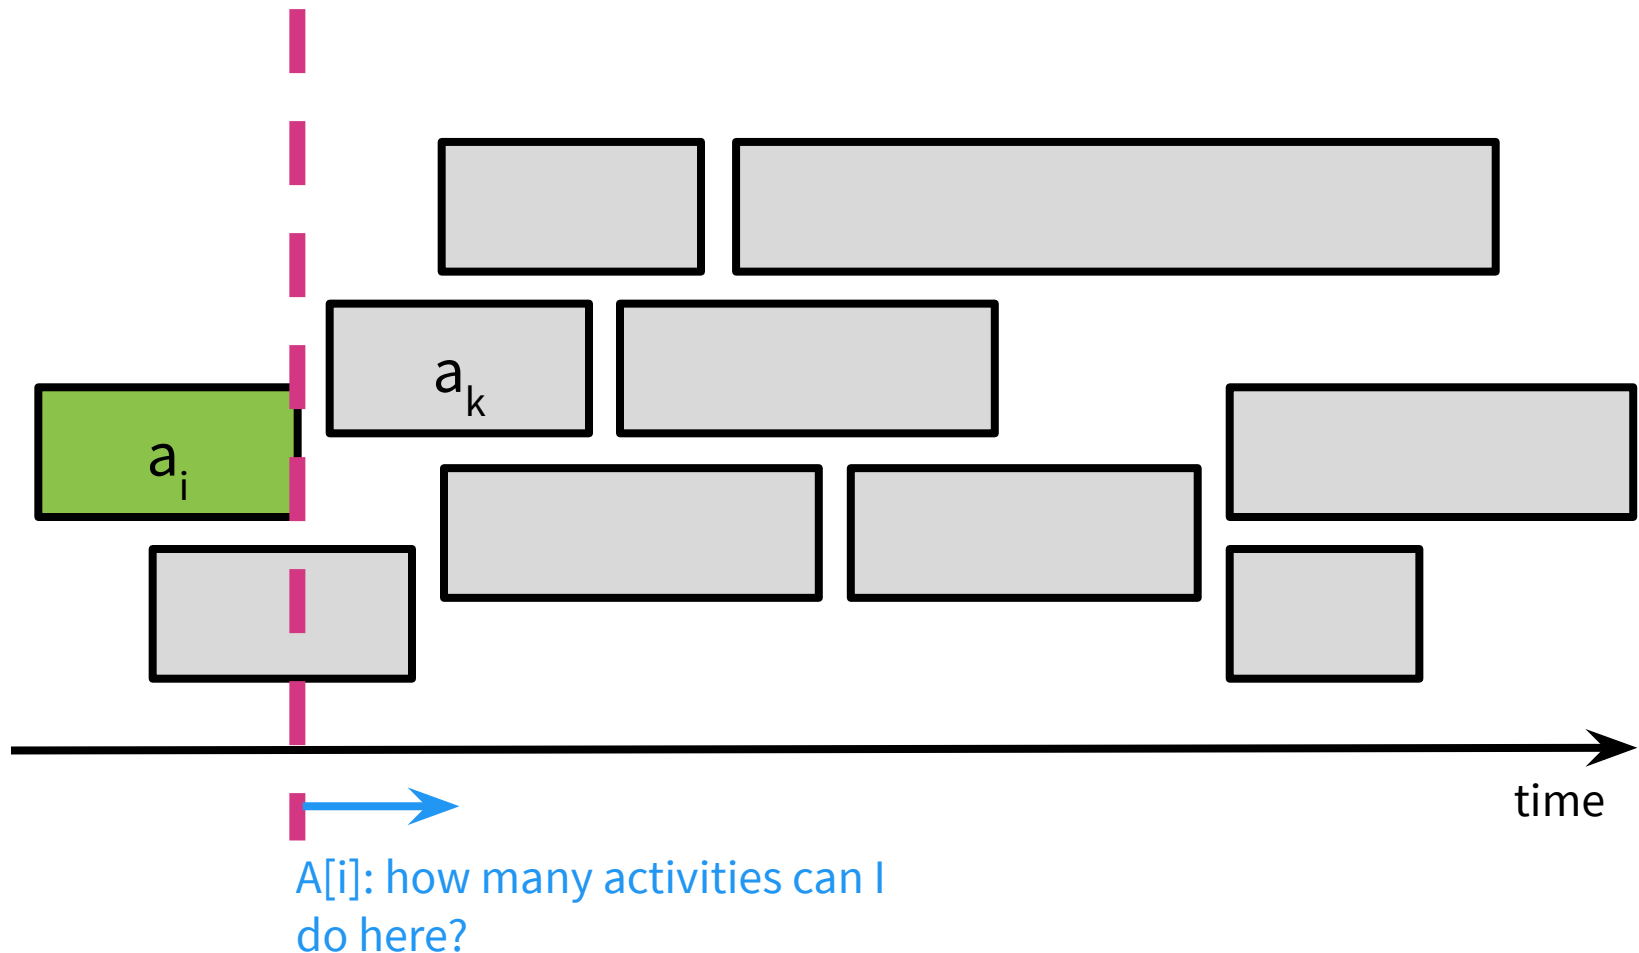 a_k
a_i
time
A[i]: how many activities can I
do here?